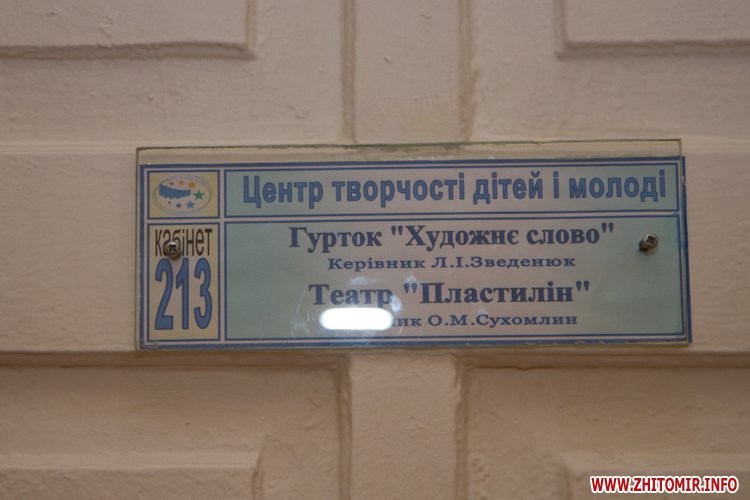 Центр творчості дітей і молоді
кабінет
213
Гурток "Художнє слово"
Керівник Л.І.Зведенюк
Театр "Пластилін"
О.М.Сухомлин
WWW.ZHITOMIR.INFO